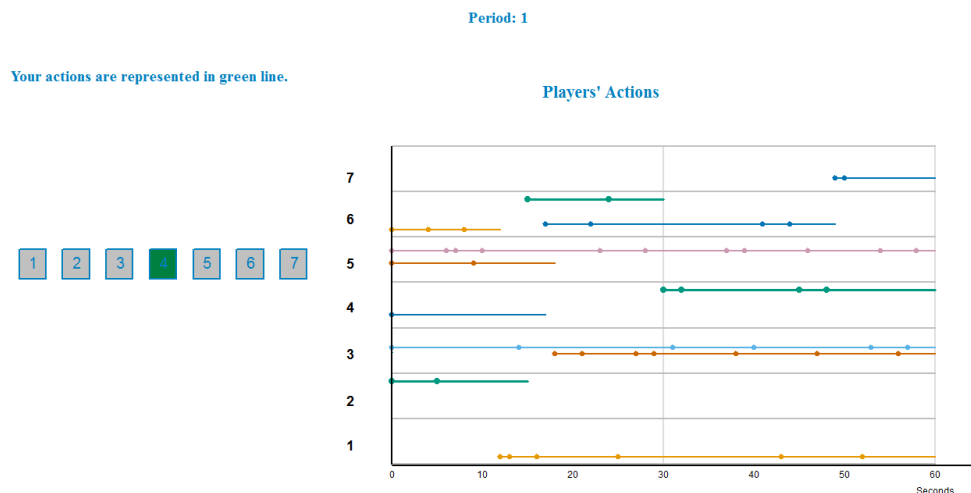 Period: 1
Your actions are represented in green line.
Players' Actions
7
6
5
4
3
2
1
1 2 3 4 5 6 7
0 10 20 30 40 50 60
Seconds